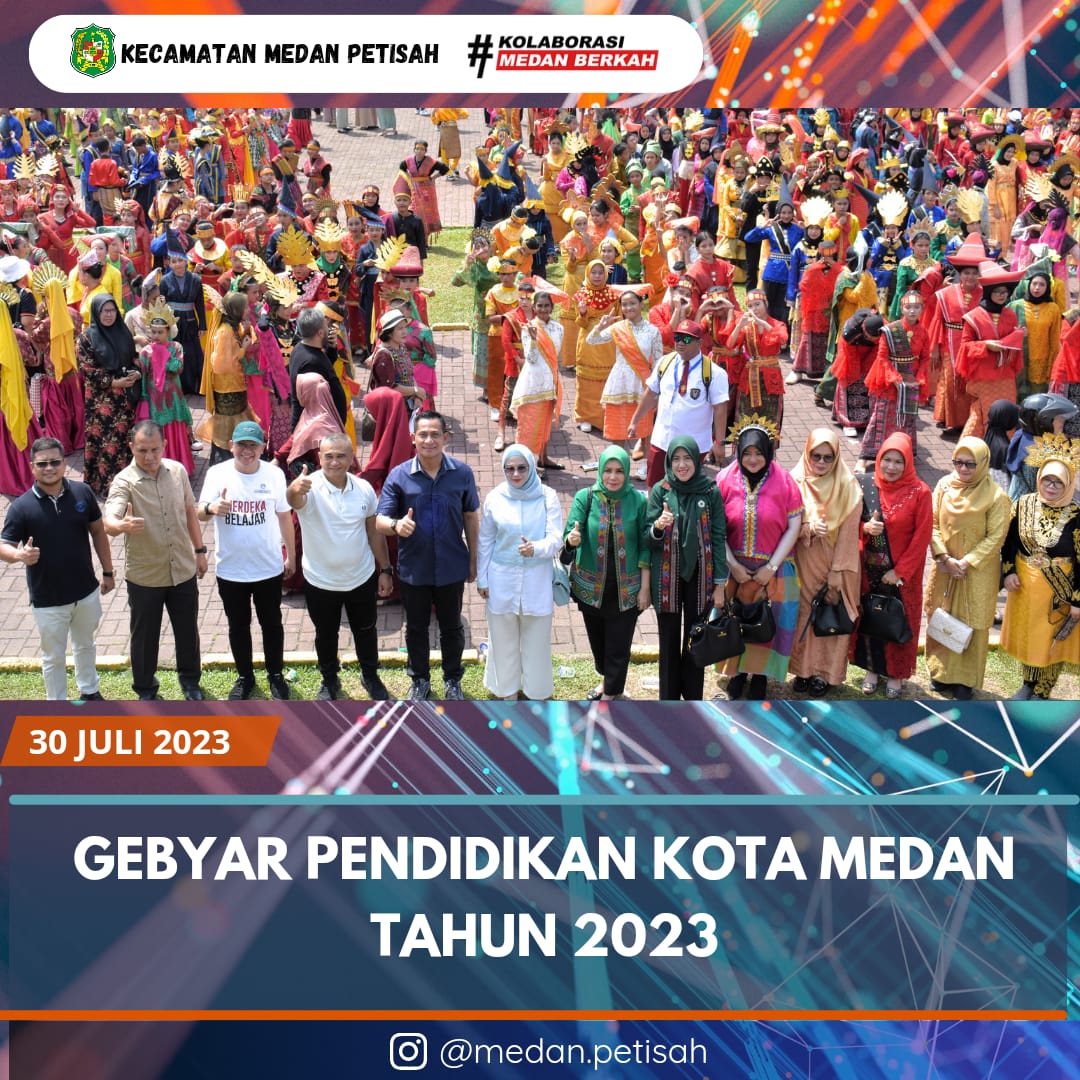 KECAMATAN MEDAN PETISAH
#KOLABORASI
MEDAN BERKAH
MERDEKA
BELAJAR
30 JULI 2023
GEBYAR PENDIDIKAN KOTA MEDAN
TAHUN 2023
@medan.petisah